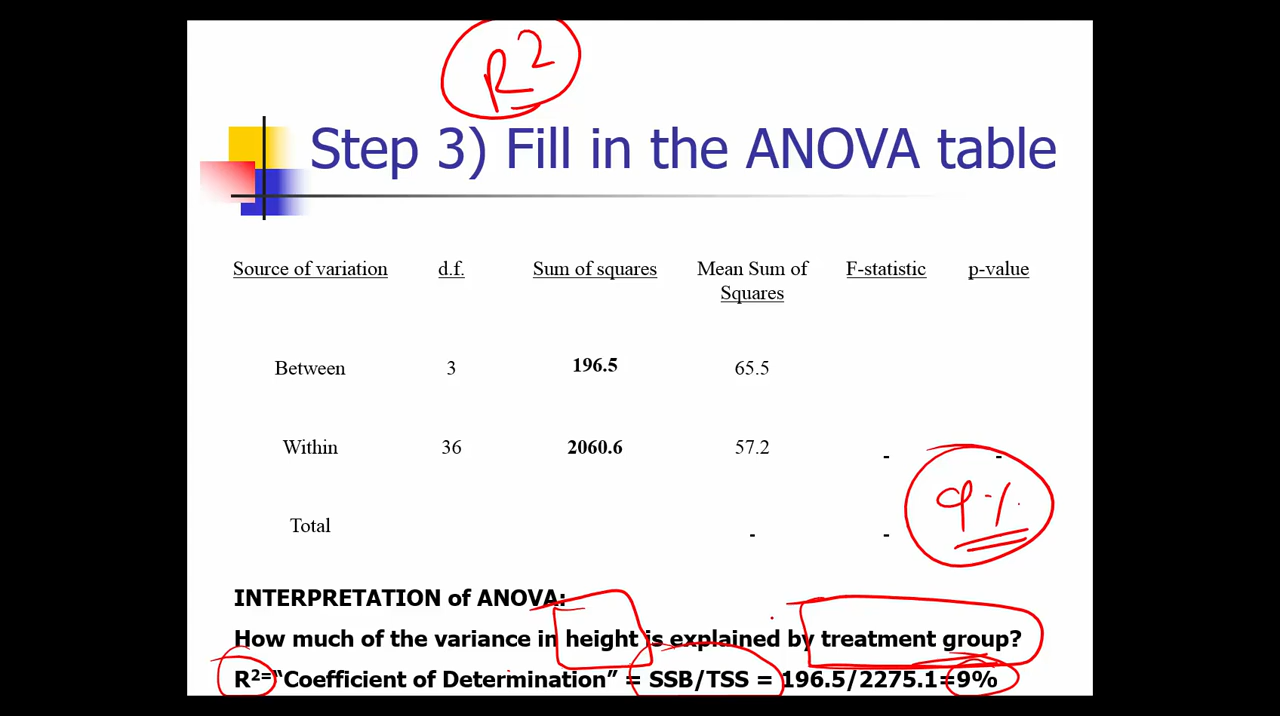 R²
Step 3) Fill in the ANOVA table
Source of variation d.f. Sum of squares Mean Sum of Squares F-statistic p-value
Between 3 196.5 65.5
Within 36 2060.6 57.2 - -
9%
Total - -
INTERPRETATION of ANOVA:
How much of the variance in height is explained by treatment group?
R²=“Coefficient of Determination” = SSB/TSS = 196.5/2275.1=9%